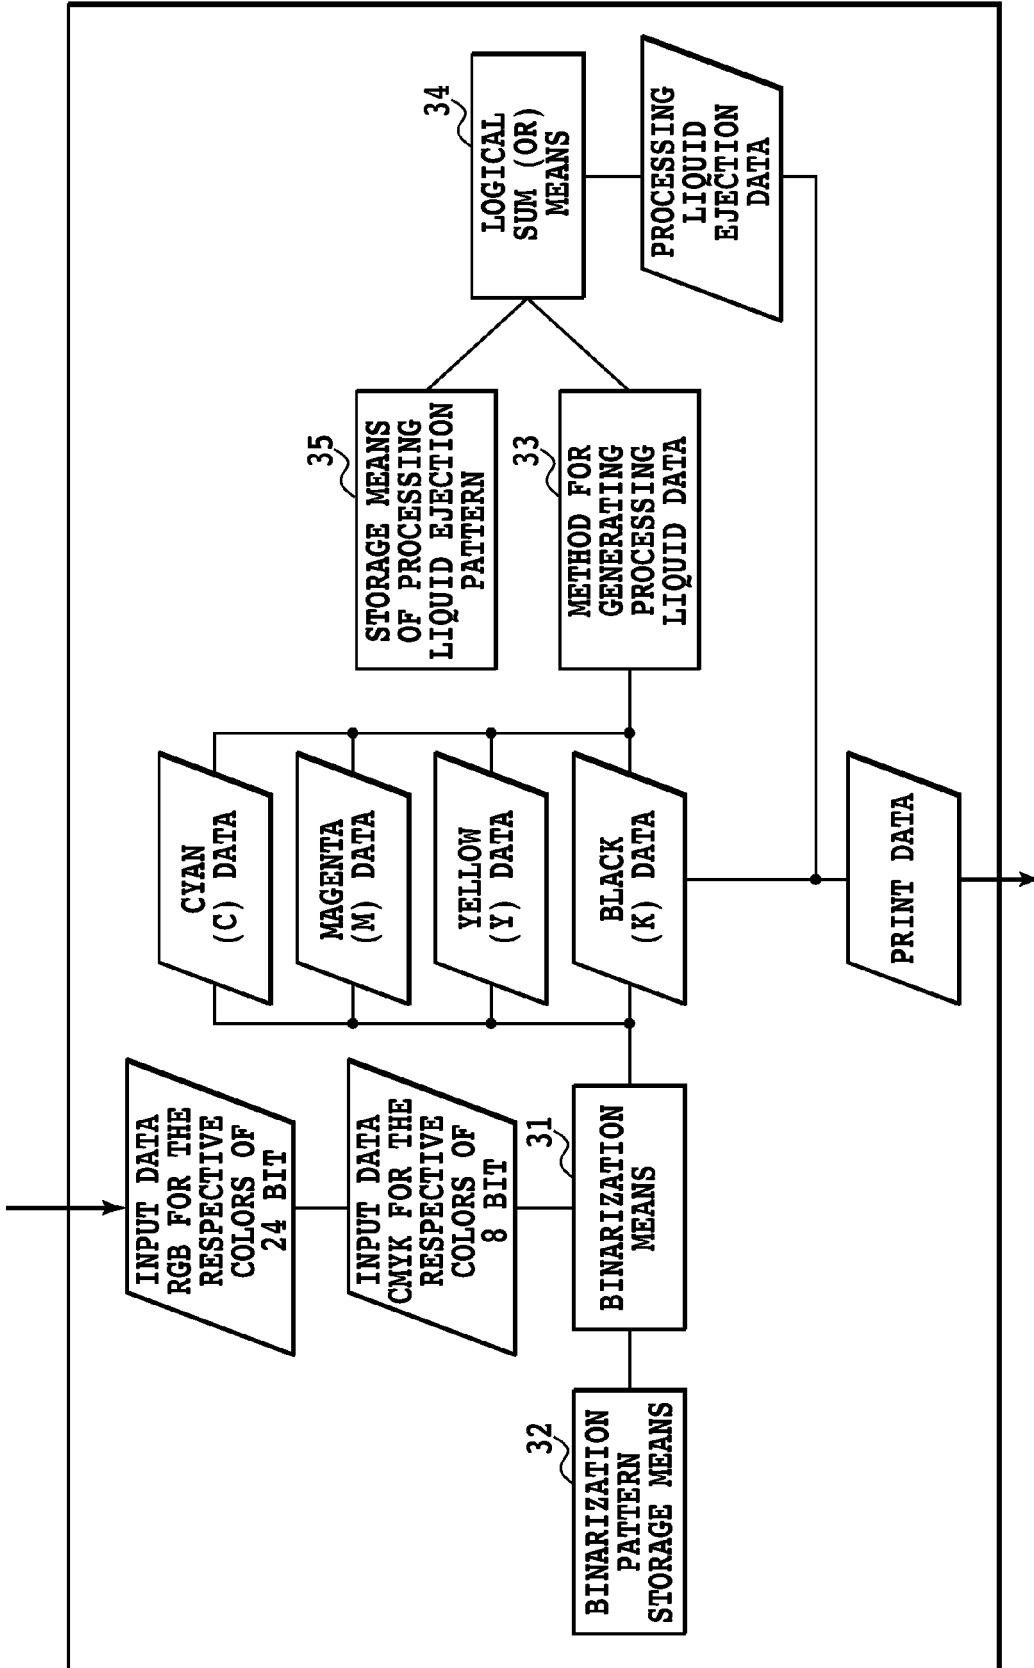 INPUT DATA
RGB FOR THE
RESPECTIVE
COLORS OF
24 BIT
INPUT DATA
CMYK FOR THE
RESPECTIVE
COLORS OF
8 BIT
32
BINARIZATION
PATTERN
STORAGE MEANS
31
BINARIZATION
MEANS
CYAN
(C) DATA
MAGENTA
(M) DATA
YELLOW
(Y) DATA
BLACK
(K) DATA
35
STORAGE MEANS
OF PROCESSING
LIQUID EJECTION
PATTERN
33
METHOD FOR
GENERATING
PROCESSING
LIQUID DATA
34
LOGICAL
SUM (OR)
MEANS
PROCESSING
LIQUID
EJECTION
DATA
PRINT DATA